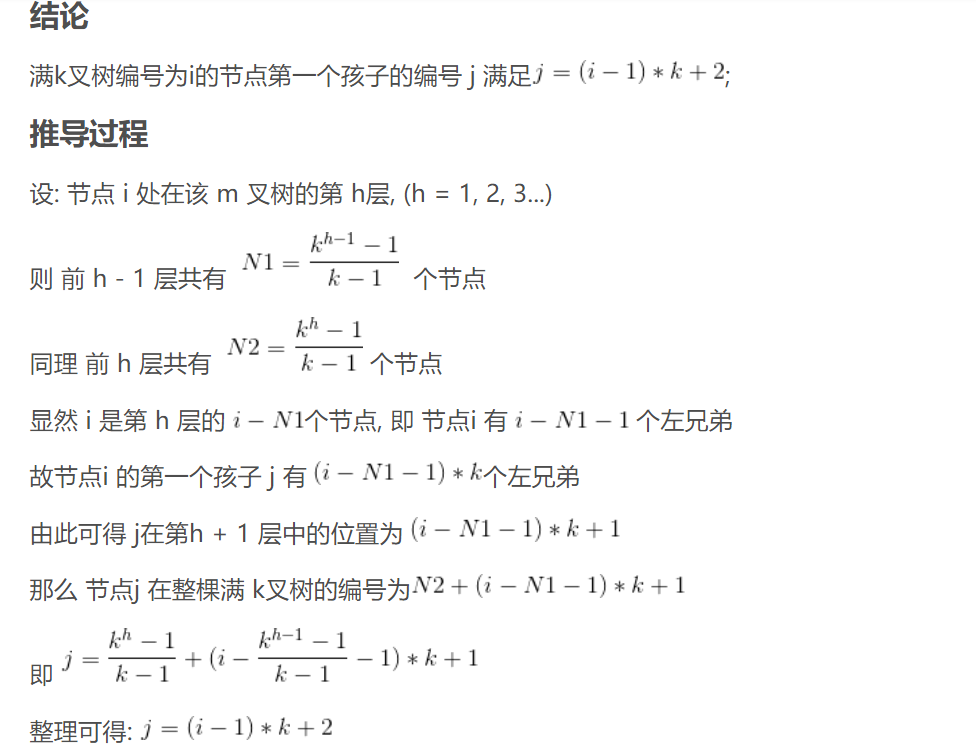 结论
满k叉树编号为i的节点第一个孩子的编号 j 满足j = (i − 1) ∗ k + 2;
推导过程
设: 节点 i 处在该 m 叉树的第 h层, (h = 1, 2, 3...)
则 前 h - 1 层共有 N1 = \frac{k^{h-1} − 1}{k − 1} 个节点
同理 前 h 层共有 N2 = \frac{k^h − 1}{k − 1} 个节点
显然 i 是第 h 层的 i − N1个节点, 即 节点i 有 i − N1 − 1 个左兄弟
故节点i 的第一个孩子 j 有 (i − N1 − 1) ∗ k个左兄弟
由此可得 j在第h + 1 层中的位置为 (i − N1 − 1) ∗ k + 1
那么 节点j 在整棵满 k叉树的编号为N2 + (i − N1 − 1) ∗ k + 1
即 j = \frac{k^h − 1}{k − 1} + (i − \frac{k^{h-1} − 1}{k − 1} − 1) ∗ k + 1
整理可得: j = (i − 1) ∗ k + 2